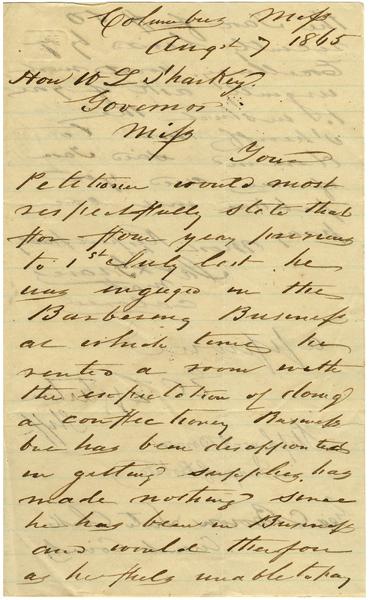 Columbus Miss
Augst 7 1865
Hon W L Sharkey.
Governor
Miss
Your
Petitioner would most
respectfully state that
for four years previous
to 1st July last he
was engaged in the
Barbering Business
at which time he
rented a room with
the expectation of doing
a confectionery Business
but has been disappointed
in getting supplies has
made nothing since
he has been in Business
and would therefore
as he feels unable to pay